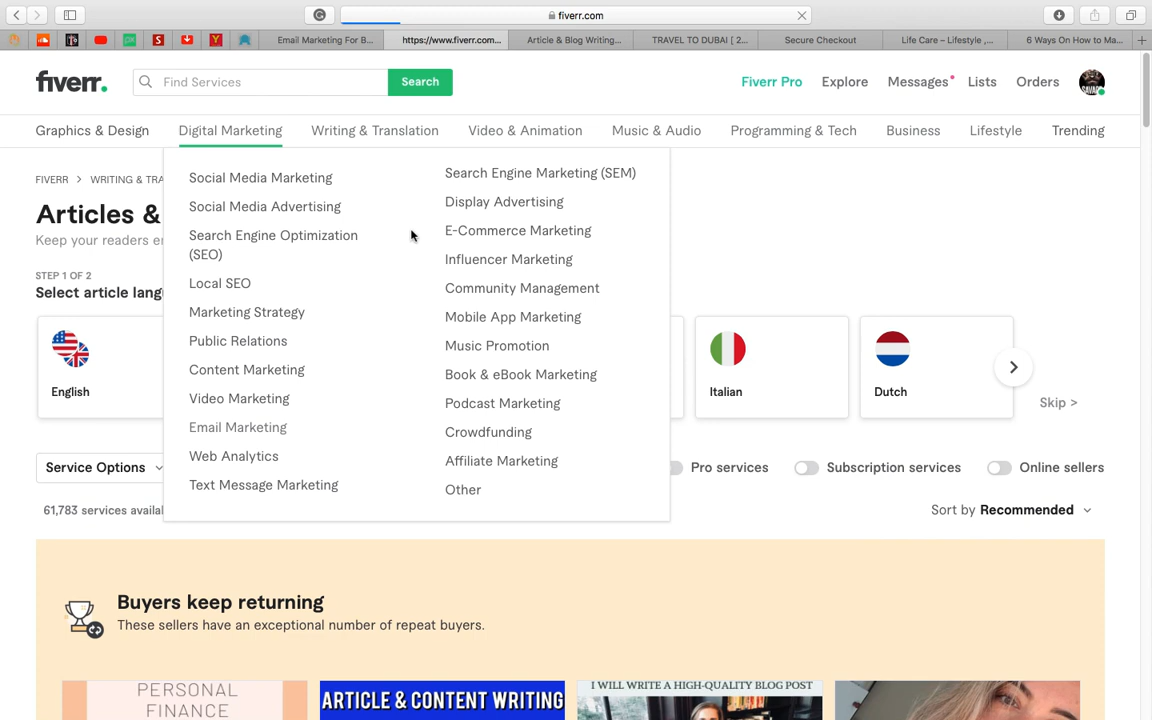 fiverr.com
Email Marketing For B...
https://www.fiverr.com...
Article & Blog Writing...
TRAVEL TO DUBAI [ 2...
Secure Checkout
Life Care – Lifestyle ,...
6 Ways On How to Ma...
fiverr.
Find Services
Search
Fiverr Pro
Explore
Messages
Lists
Orders
Graphics & Design
Digital Marketing
Writing & Translation
Video & Animation
Music & Audio
Programming & Tech
Business
Lifestyle
Trending
FIVERR > WRITING & TRA
Articles &
Keep your readers en
STEP 1 OF 2
Select article lang
Social Media Marketing
Social Media Advertising
Search Engine Optimization
(SEO)
Local SEO
Marketing Strategy
Public Relations
Content Marketing
Video Marketing
Email Marketing
Web Analytics
Text Message Marketing
Search Engine Marketing (SEM)
Display Advertising
E-Commerce Marketing
Influencer Marketing
Community Management
Mobile App Marketing
Music Promotion
Book & eBook Marketing
Podcast Marketing
Crowdfunding
Affiliate Marketing
Other
English
Italian
Dutch
Skip >
Service Options
Pro services
Subscription services
Online sellers
61,783 services availa
Sort by Recommended
Buyers keep returning
These sellers have an exceptional number of repeat buyers.
PERSONAL
FINANCE
ARTICLE & CONTENT WRITING
I WILL WRITE A HIGH-QUALITY BLOG POST